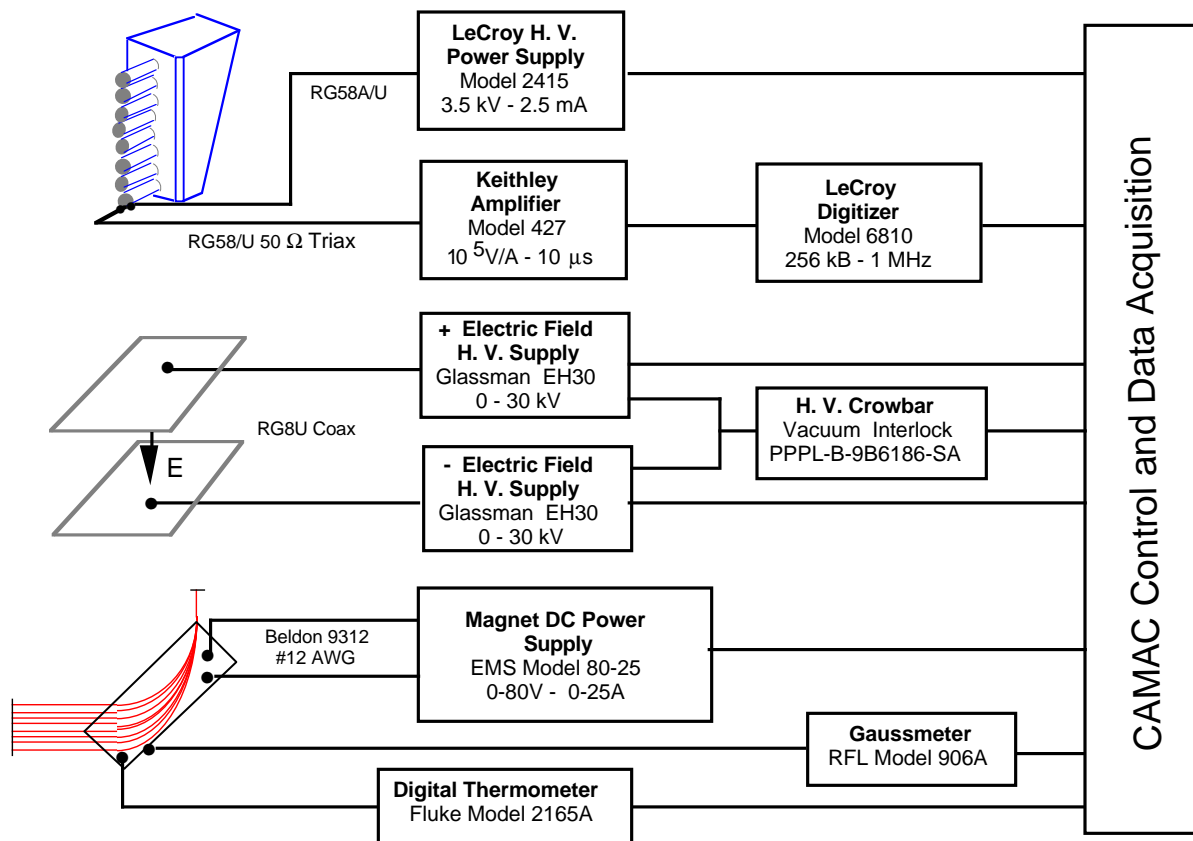 LeCroy H. V.
Power Supply
Model 2415
3.5 kV - 2.5 mA
RG58A/U
Keithley
Amplifier
Model 427
10 5V/A - 10 μs
LeCroy
Digitizer
Model 6810
256 kB - 1 MHz
RG58/U 50 Ω Triax
+ Electric Field
H. V. Supply
Glassman EH30
0 - 30 kV
H. V. Crowbar
Vacuum Interlock
PPPL-B-9B6186-SA
RG8U Coax
E
- Electric Field
H. V. Supply
Glassman EH30
0 - 30 kV
Beldon 9312
#12 AWG
Magnet DC Power
Supply
EMS Model 80-25
0-80V - 0-25A
Gaussmeter
RFL Model 906A
Digital Thermometer
Fluke Model 2165A
CAMAC Control and Data Acquisition